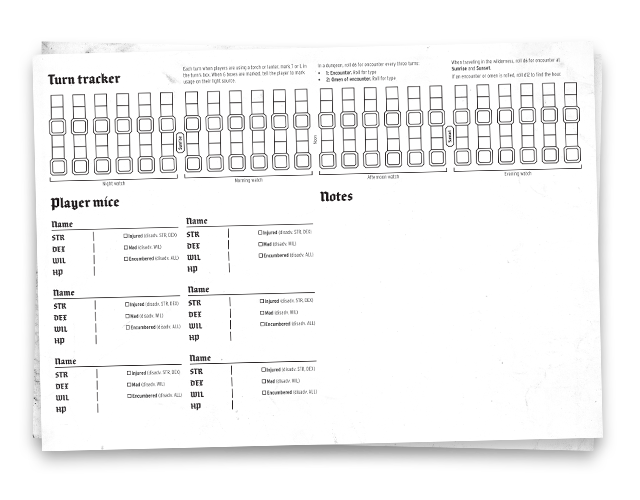 Turn tracker
Each turn when players are using a torch or lantern, mark 1 or 1 in
the turn's box. When 6 boxes are marked, tell the player to mark
usage on their light source.
In a dungeon, roll d6 for encounter every three turns:
• 1: Encounter. Roll for type
• 2: Omen of encounter. Roll for type
When traveling in the wilderness, roll d6 for encounter at
Sunrise and Sunset.
If an encounter or omen is rolled, roll d12 to find the hour.
Sunrise
Noon
Sunset
Night watch
Morning watch
Afternoon watch
Evening watch
Player mice
Notes
Name
STR
DEX
WIL
HP
Injured (disadv. STR, DEX)
Mad (disadv. WIL)
Encumbered (disadv. ALL)
Name
STR
DEX
WIL
HP
Injured (disadv. STR, DEX)
Mad (disadv. WIL)
Encumbered (disadv. ALL)
Name
STR
DEX
WIL
HP
Injured (disadv. STR, DEX)
Mad (disadv. WIL)
Encumbered (disadv. ALL)
Name
STR
DEX
WIL
HP
Injured (disadv. STR, DEX)
Mad (disadv. WIL)
Encumbered (disadv. ALL)
Name
STR
DEX
WIL
HP
Injured (disadv. STR, DEX)
Mad (disadv. WIL)
Encumbered (disadv. ALL)
Name
STR
DEX
WIL
HP
Injured (disadv. STR, DEX)
Mad (disadv. WIL)
Encumbered (disadv. ALL)